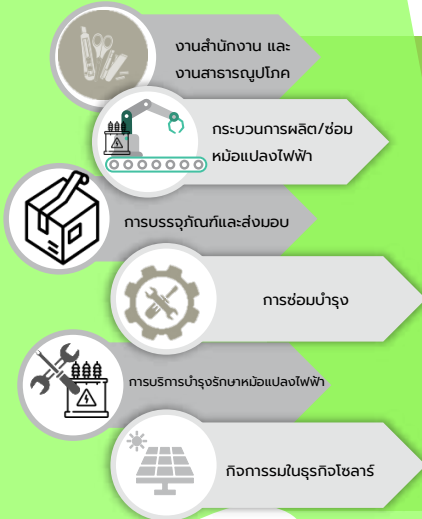 งานสำนักงาน และ
งานสาธารณูปโภค
กระบวนการผลิต/ซ่อม
หม้อแปลงไฟฟ้า
การบรรจุภัณฑ์และส่งมอบ
การซ่อมบำรุง
การบริการบำรุงรักษาหม้อแปลงไฟฟ้า
กิจการรมในธุรกิจโซลาร์